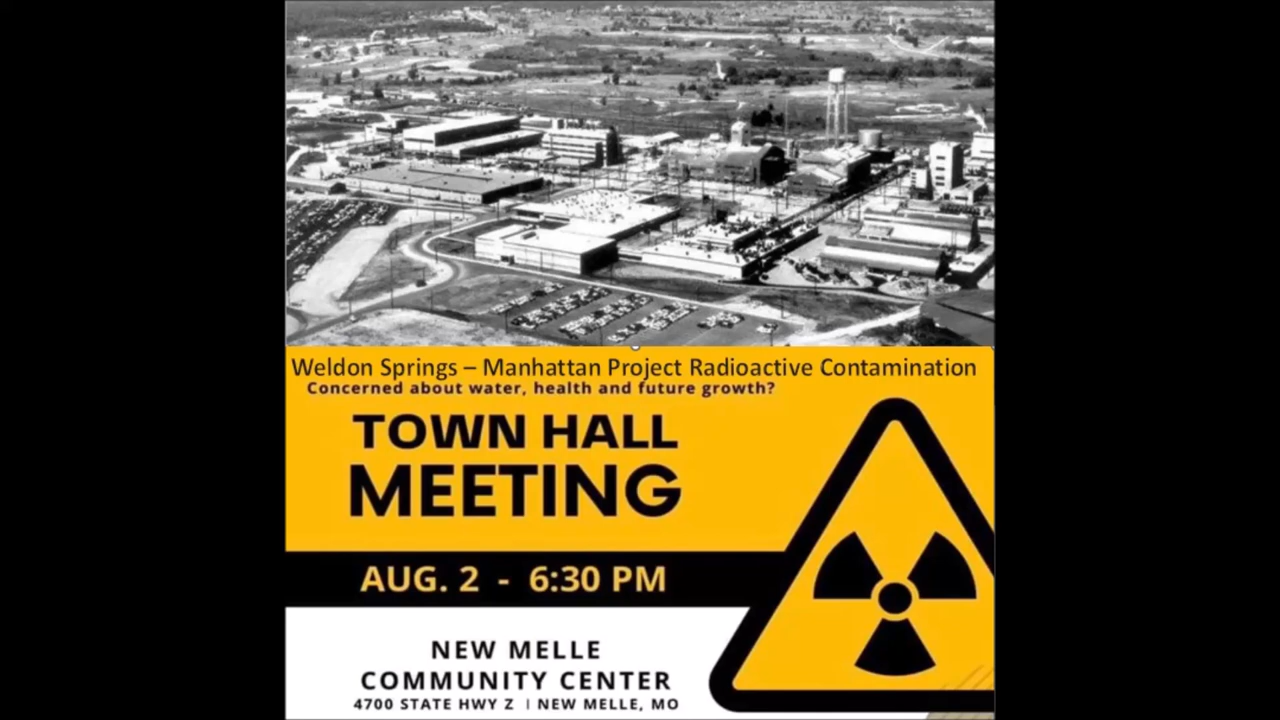 Weldon Springs – Manhattan Project Radioactive Contamination
Concerned about water, health and future growth?
TOWN HALL
MEETING
AUG. 2 - 6:30 PM
NEW MELLE
COMMUNITY CENTER
4700 STATE HWY Z | NEW MELLE, MO